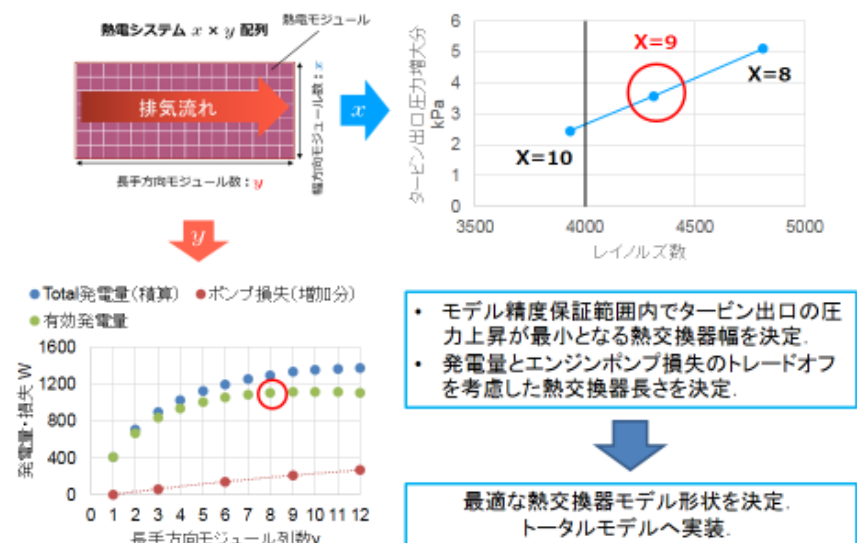 熱電システム x × y 配列
熱電モジュール
排気流れ
幅方向モジュール数：x
長手方向モジュール数：y
x
y
タービン出口圧力増大分
kPa
6
5
4
3
2
1
0
X=9
X=8
X=10
3500 4000 4500 5000
レイノルズ数
Total発電量（積算） ポンプ損失（増加分）
有効発電量
発電量・損失 W
1600
1200
800
400
0
0 1 2 3 4 5 6 7 8 9 10 11 12
長手方向モジュール列数y
• モデル精度保証範囲内でタービン出口の圧
力上昇が最小となる熱交換器幅を決定.
• 発電量とエンジンポンプ損失のトレードオフ
を考慮した熱交換器長さを決定.
最適な熱交換器モデル形状を決定.
トータルモデルへ実装.